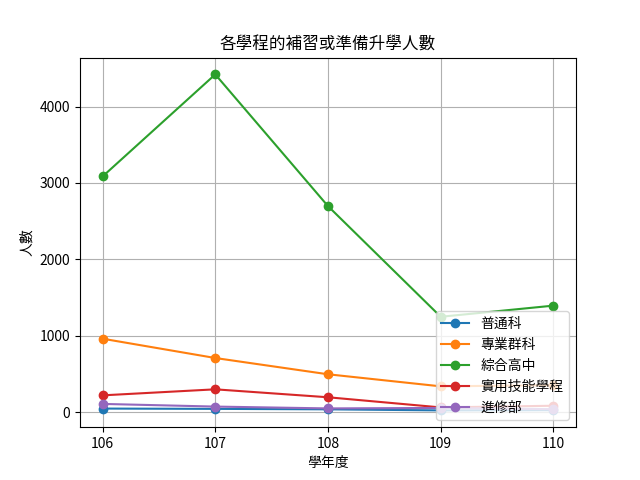 各學程的補習或準備升學人數
人數
4000
3000
2000
1000
0
普通科
專業群科
綜合高中
實用技能學程
進修部
106 107 108 109 110
學年度